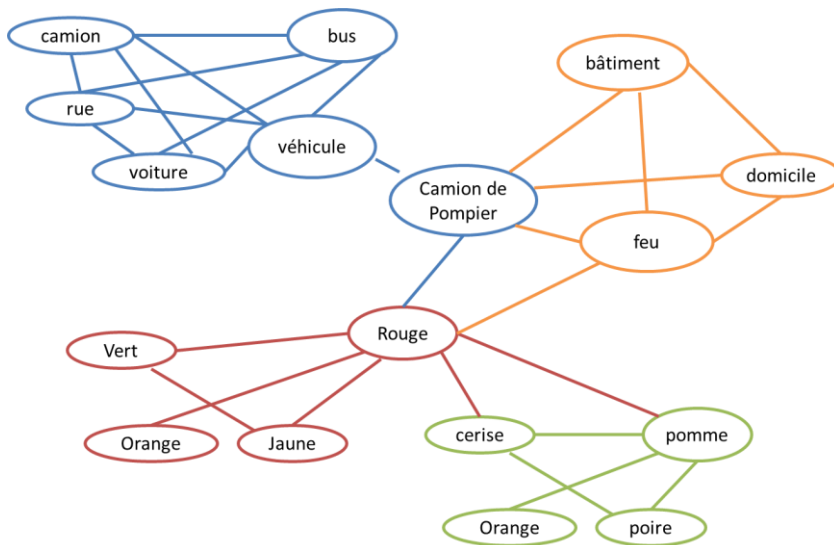 camion
bus
bâtiment
rue
véhicule
voiture
domicile
Camion de
Pompier
feu
Rouge
Vert
Orange
Jaune
cerise
pomme
Orange
poire